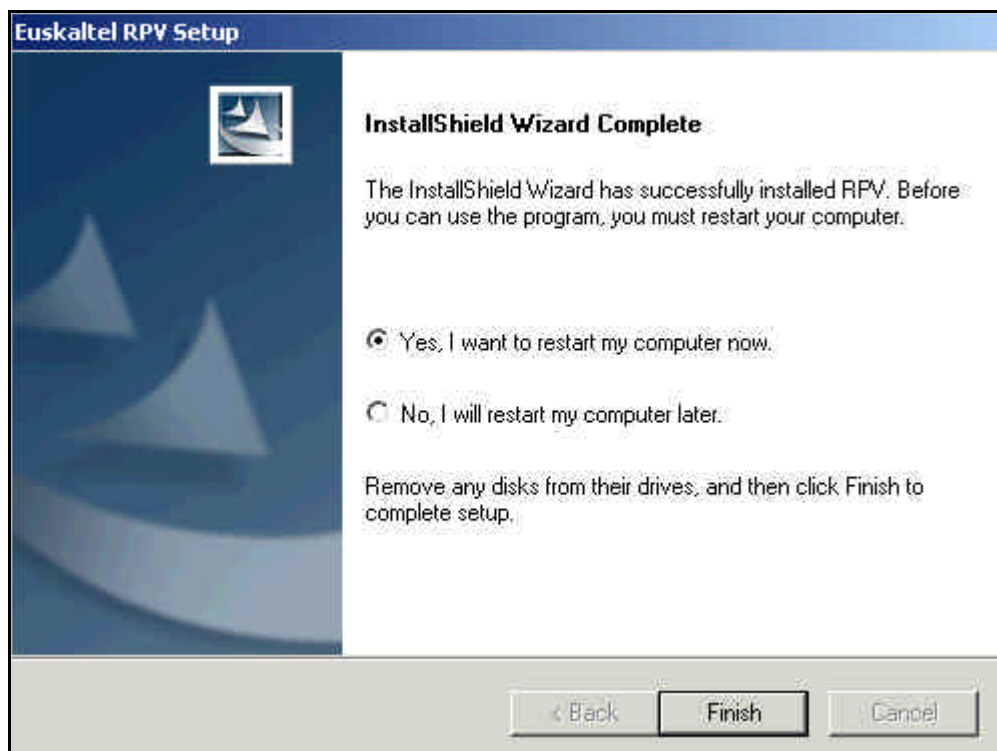 Euskaltel RPV Setup
InstallShield Wizard Complete
The InstallShield Wizard has successfully installed RPV. Before
you can use the program, you must restart your computer.
Yes, I want to restart my computer now.
No, I will restart my computer later.
Remove any disks from their drives, and then click Finish to
complete setup.
< Back Finish Cancel